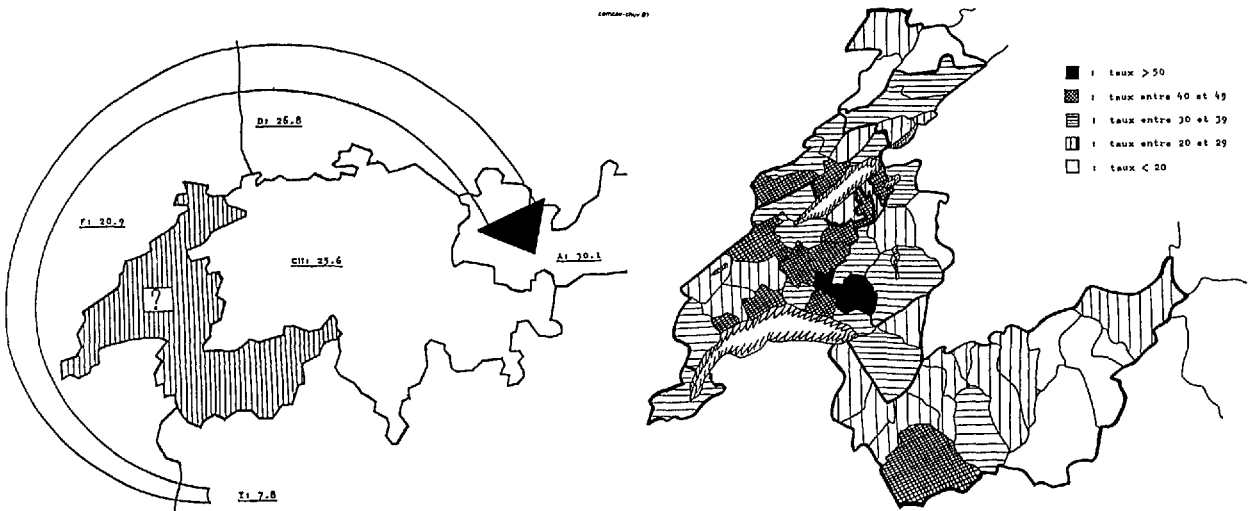 D: 26.8
F: 20.9
?
CH: 25.6
A: 30.1
I: 7.8
: taux > 50
: taux entre 40 et 49
: taux entre 30 et 39
: taux entre 20 et 29
: taux < 20